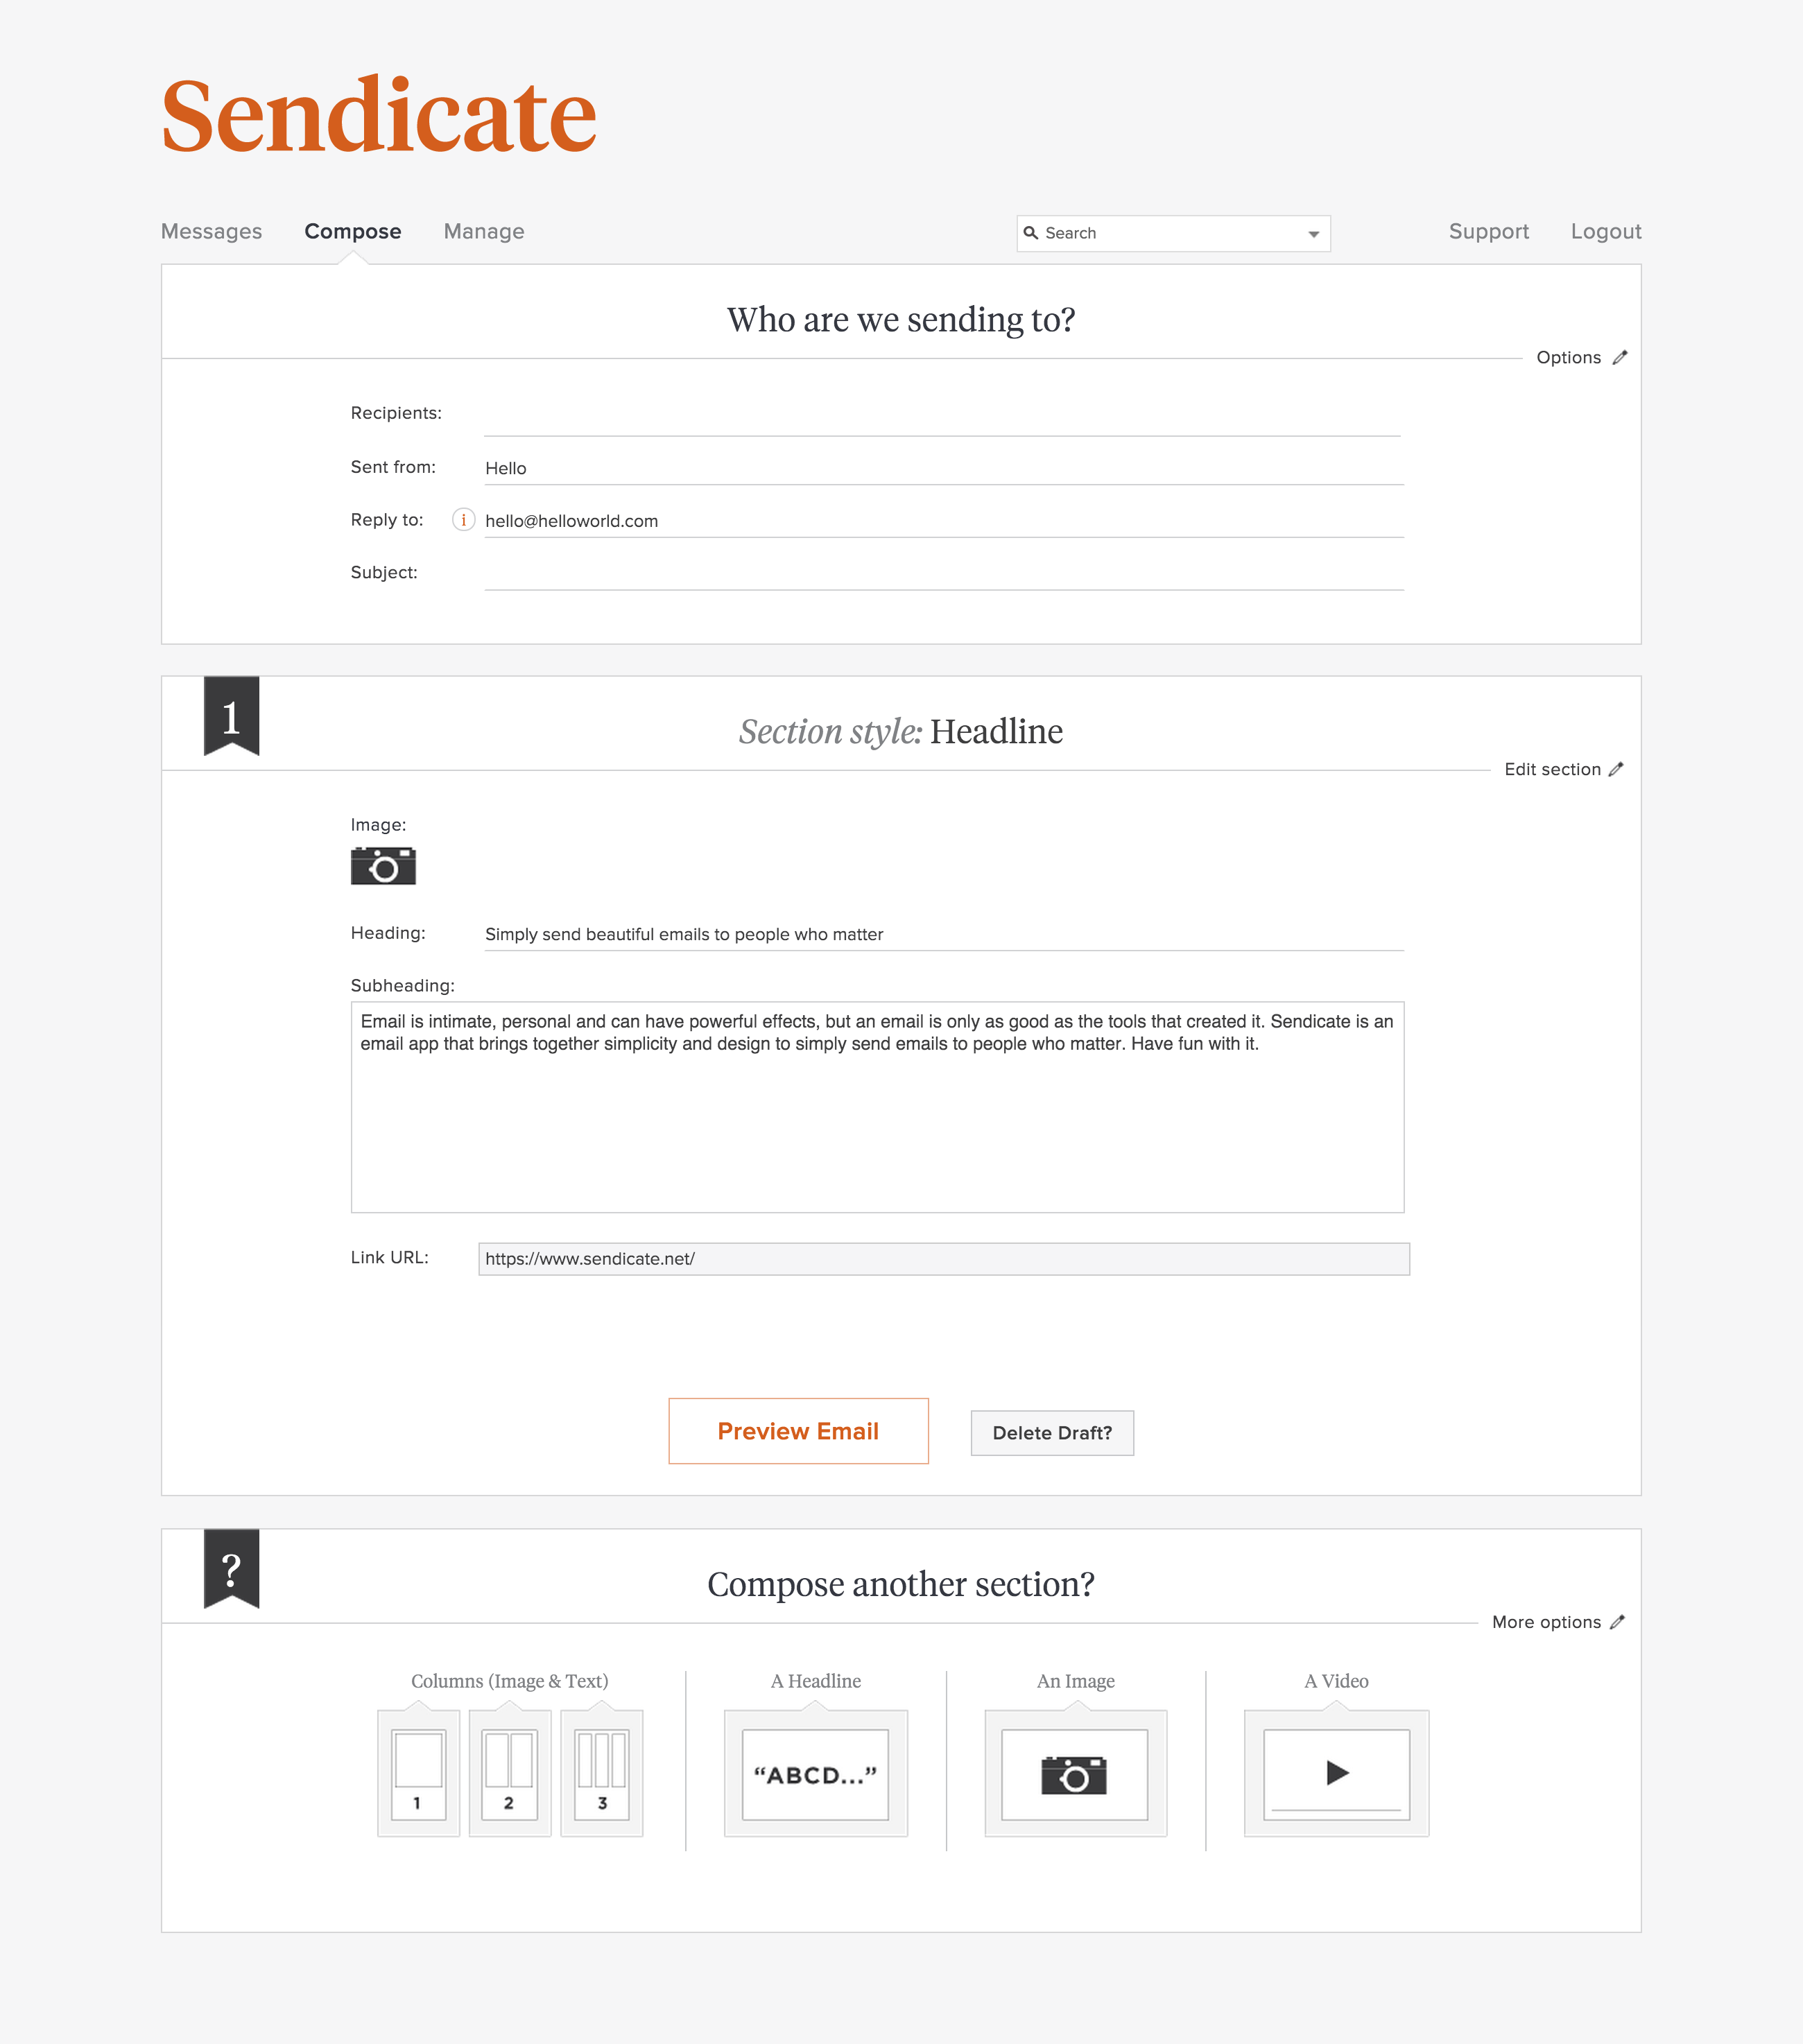 Sendicate
Messages Compose Manage Search Support Logout
Who are we sending to?
Options
Recipients:
Sent from: Hello
Reply to: i hello@helloworld.com
Subject:
1
Section style: Headline
Edit section
Image:
Heading: Simply send beautiful emails to people who matter
Subheading:
Email is intimate, personal and can have powerful effects, but an email is only as good as the tools that created it. Sendicate is an
email app that brings together simplicity and design to simply send emails to people who matter. Have fun with it.
Link URL: https://www.sendicate.net/
Preview Email Delete Draft?
?
Compose another section?
More options
Columns (Image & Text) A Headline An Image A Video
“ABCD...”
1 2 3